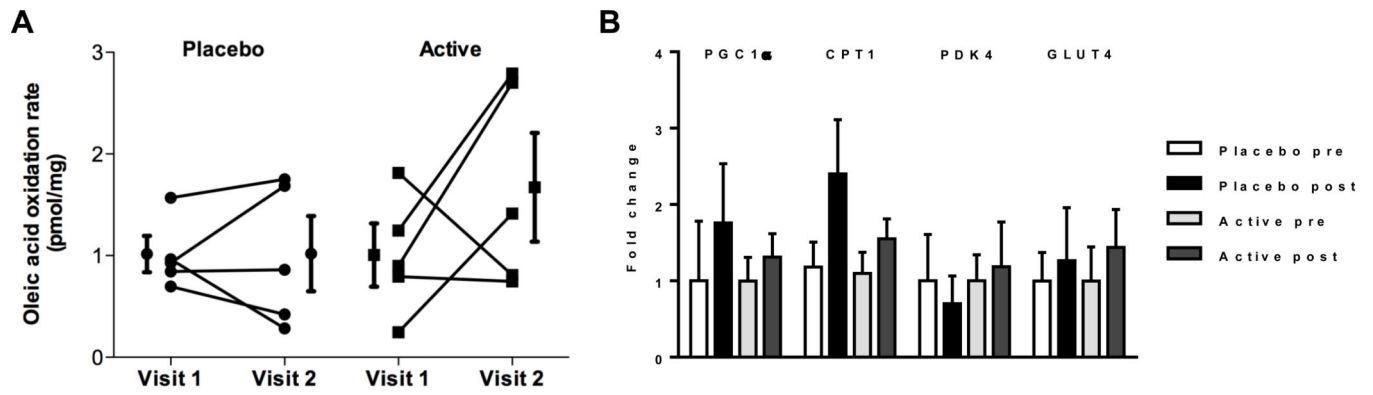 A
Placebo
Active
Oleic acid oxidation rate
(pmol/mg)
3
2
1
0
Visit 1
Visit 2
Visit 1
Visit 2
B
PGC1α
CPT1
PDK4
GLUT4
Fold change
4
3
2
1
0
Placebo pre
Placebo post
Active pre
Active post